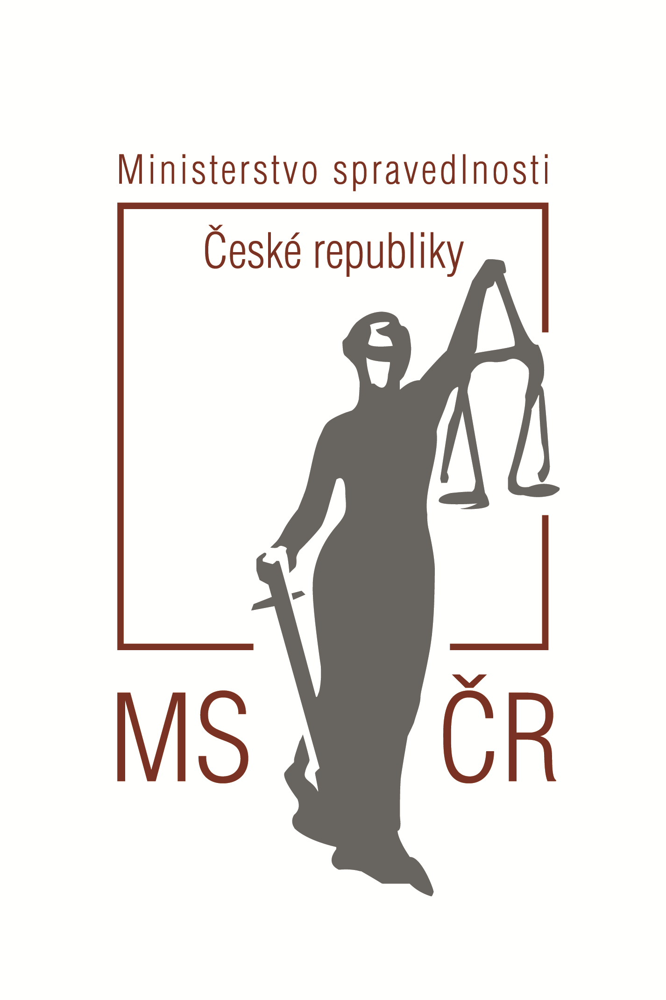 Ministerstvo spravedlnosti
České republiky
MS ČR